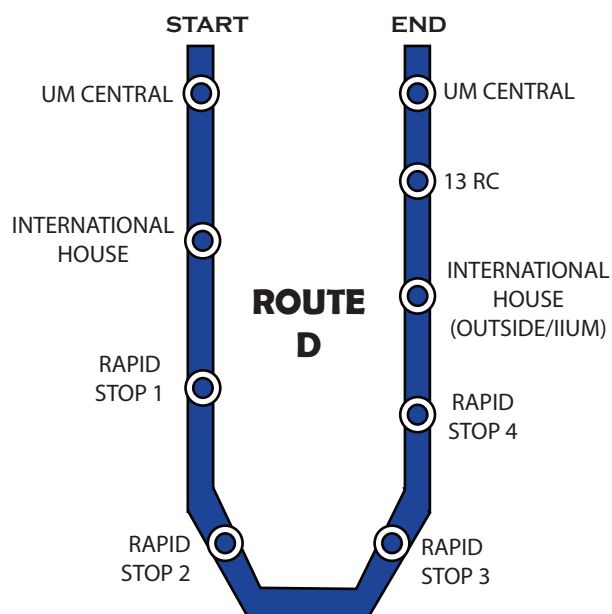 START
UM CENTRAL
INTERNATIONAL
HOUSE
RAPID
STOP 1
RAPID
STOP 2
ROUTE
D
END
UM CENTRAL
13 RC
INTERNATIONAL
HOUSE
(OUTSIDE/IIUM)
RAPID
STOP 4
RAPID
STOP 3